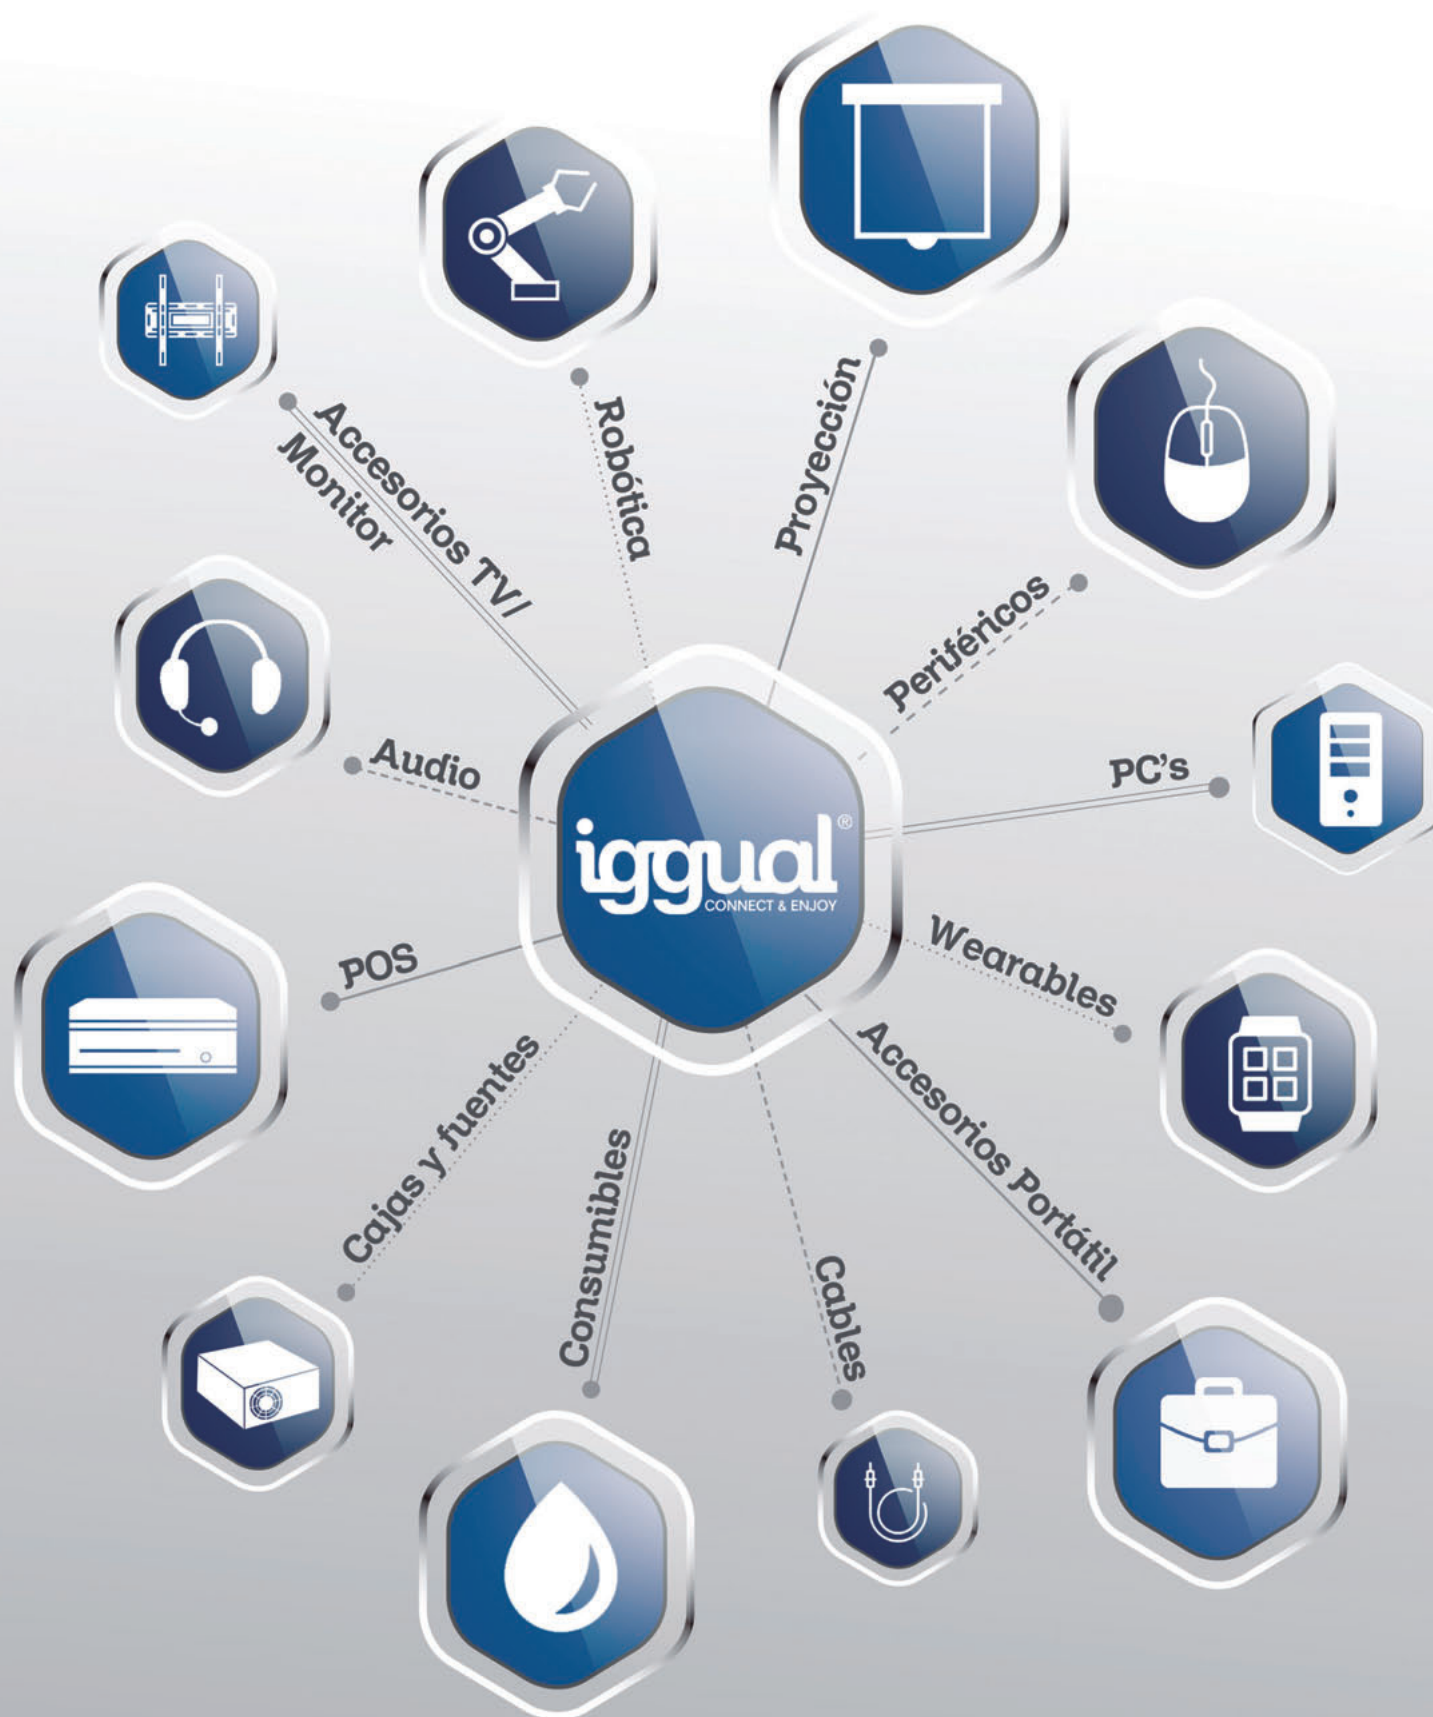 Proyección
Robótica
Accesorios TV/
Monitor
Periféricos
Audio
PC's
iggual®
CONNECT & ENJOY
POS
Wearables
Accesorios Portátil
Cajas y fuentes
Consumibles
Cables